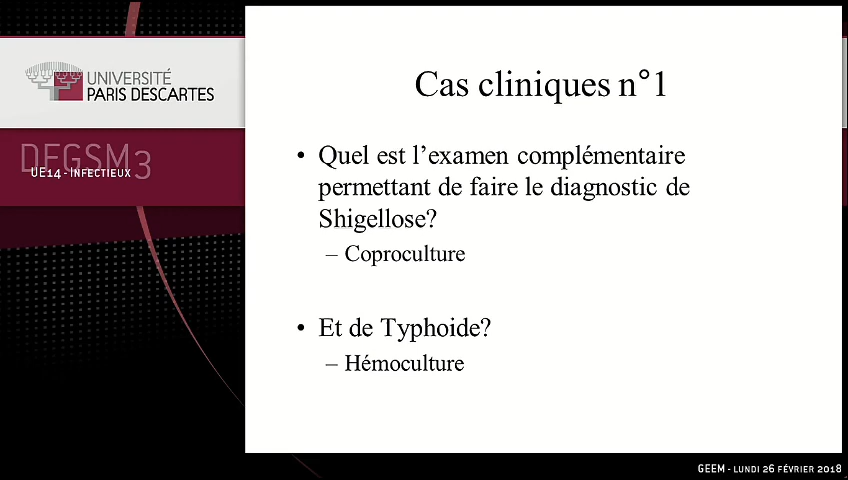 UNIVERSITÉ
PARIS DESCARTES
DFGSM3
UE14 - INFECTIEUX
Cas cliniques n°1
• Quel est l’examen complémentaire
permettant de faire le diagnostic de
Shigellose?
– Coproculture
• Et de Typhoide?
– Hémoculture
GEEM - LUNDI 26 FÉVRIER 2018